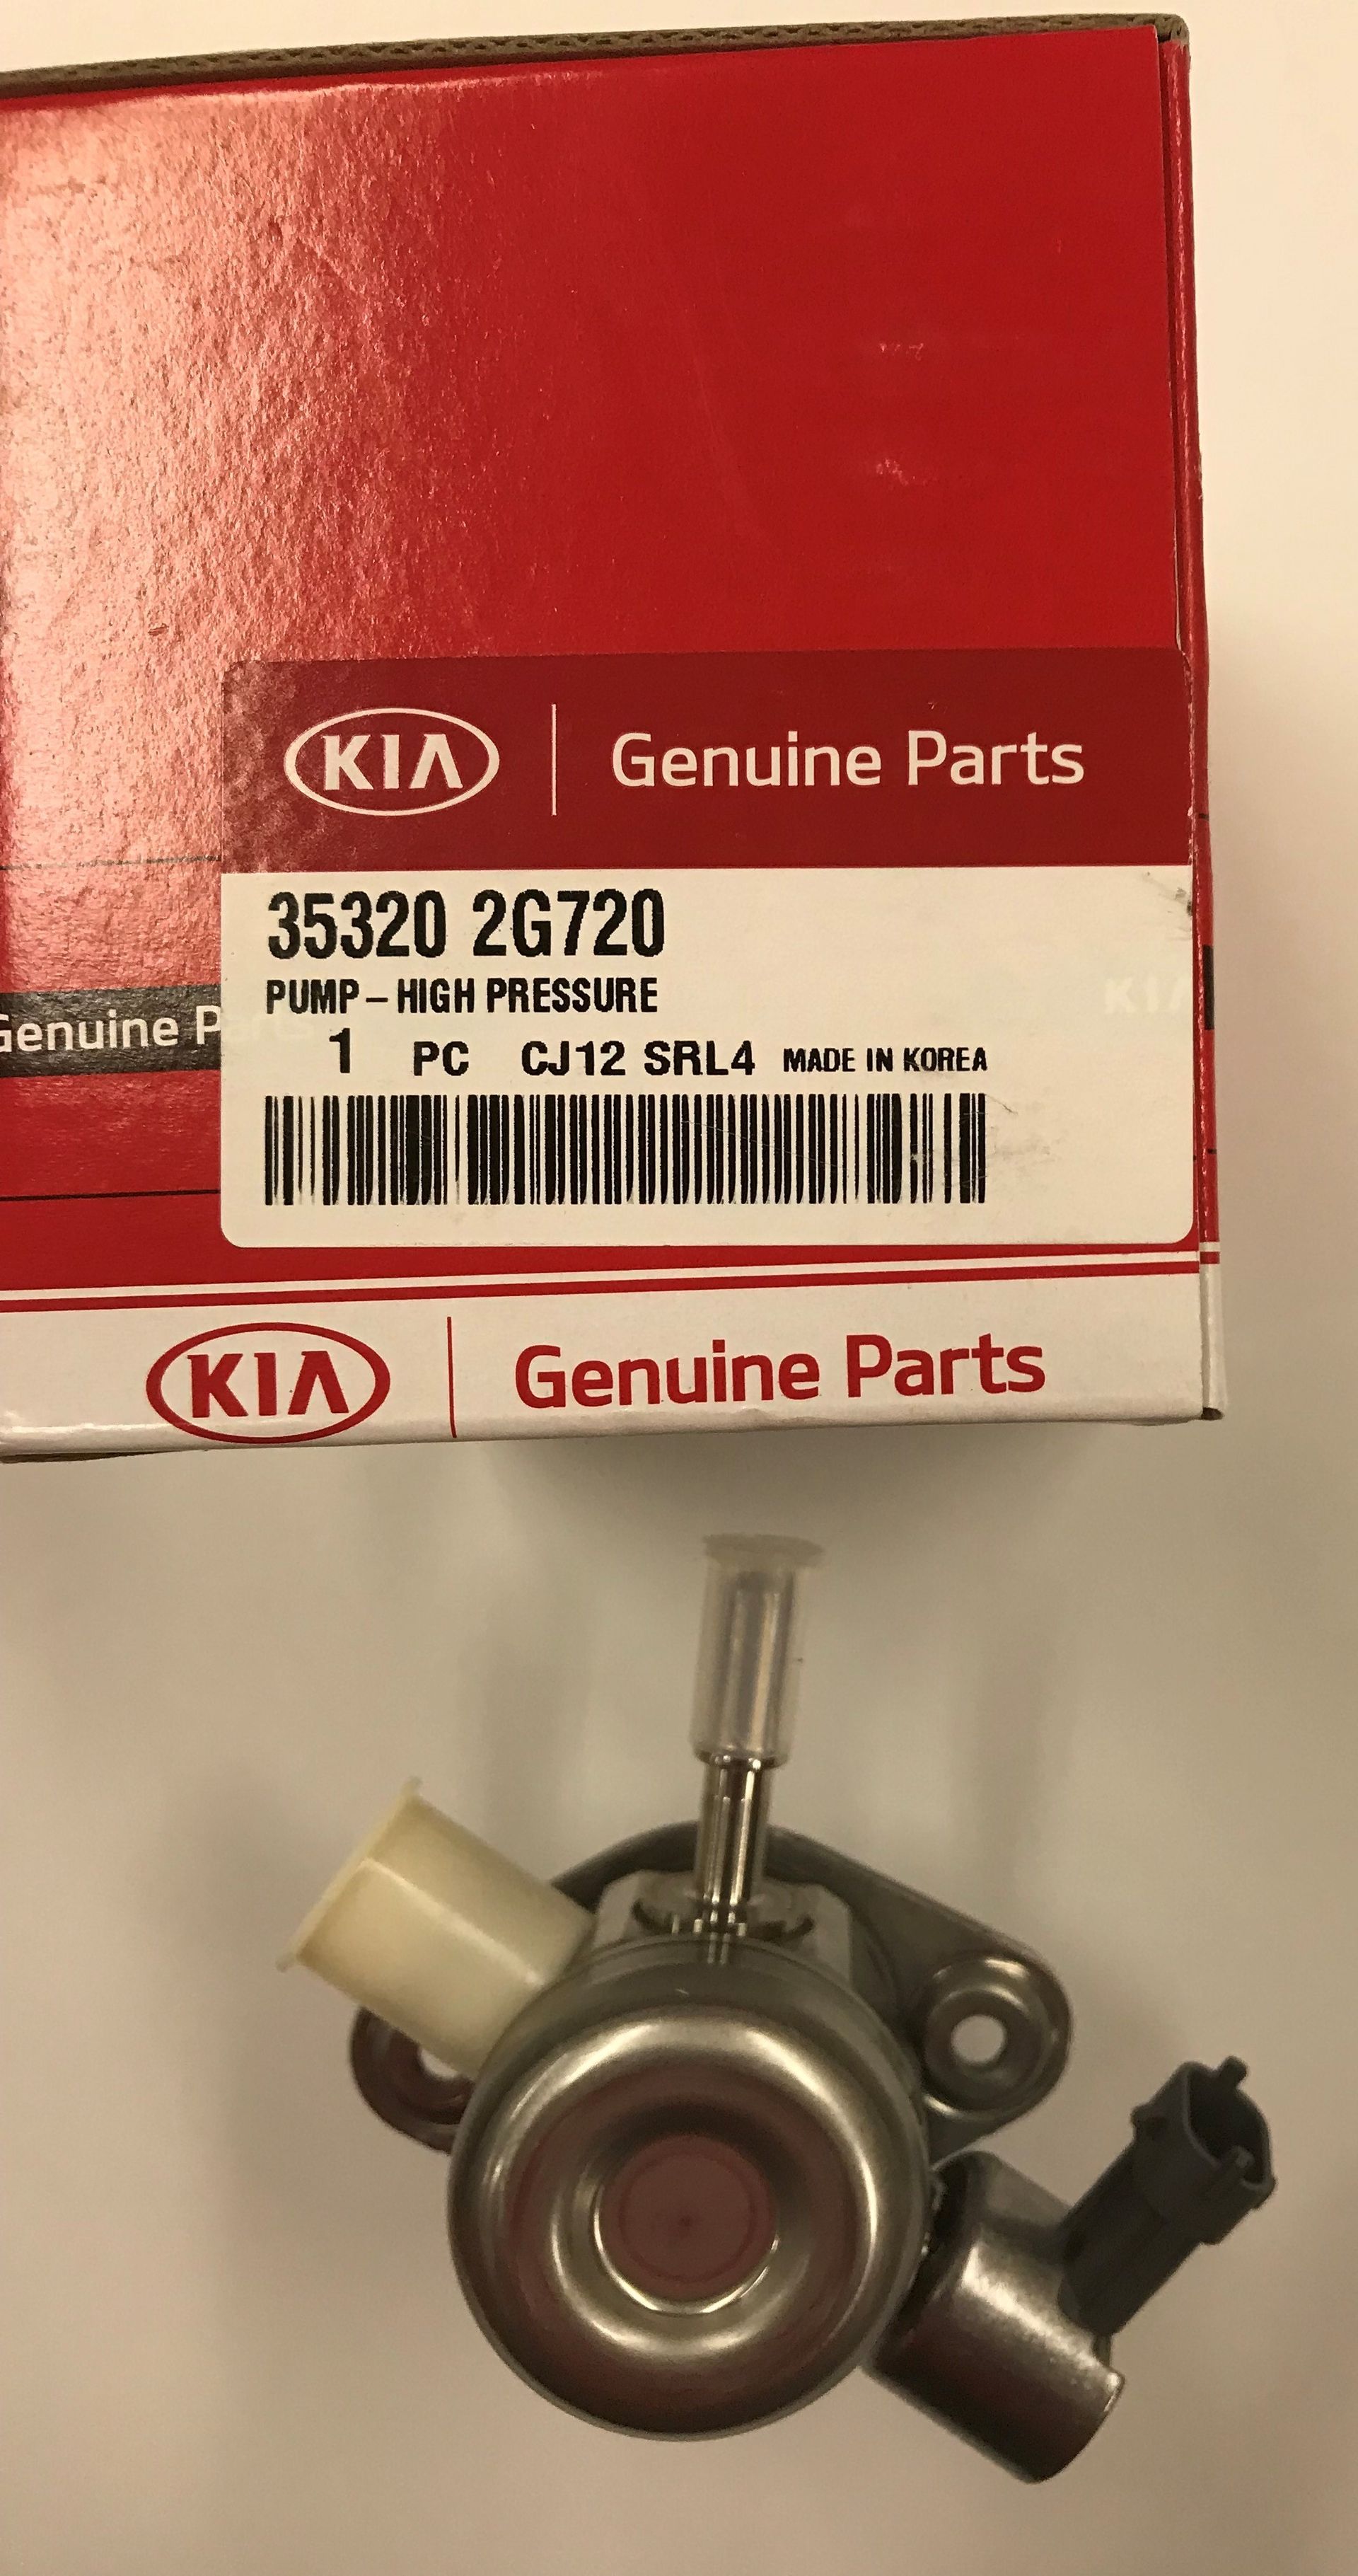 KIA Genuine Parts
35320 2G720
PUMP – HIGH PRESSURE
Genuine P
1 PC CJ12 SRL4 MADE IN KOREA
KIA
KIA Genuine Parts